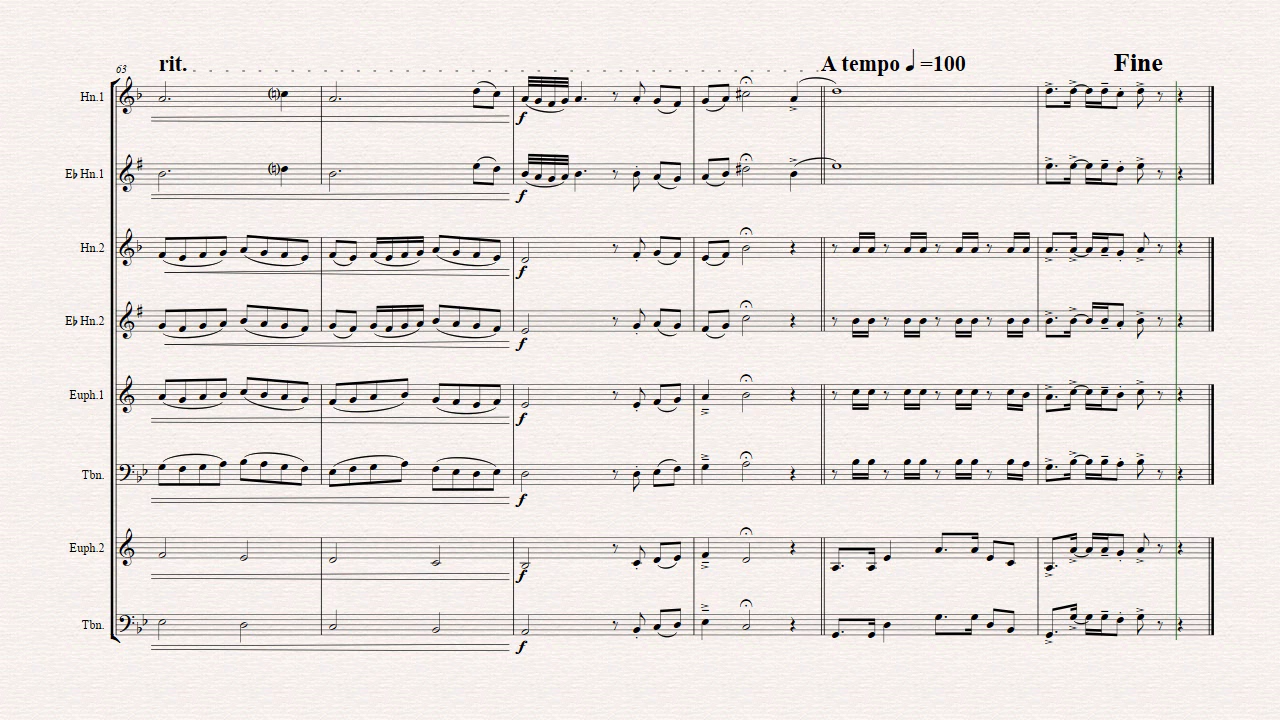 rit. A tempo ♩=100 Fine
63
Hn.1
f
E♭ Hn.1
f
Hn.2
f
E♭ Hn.2
f
Euph.1
f
Tbn.
f
Euph.2
f
Tbn.
f